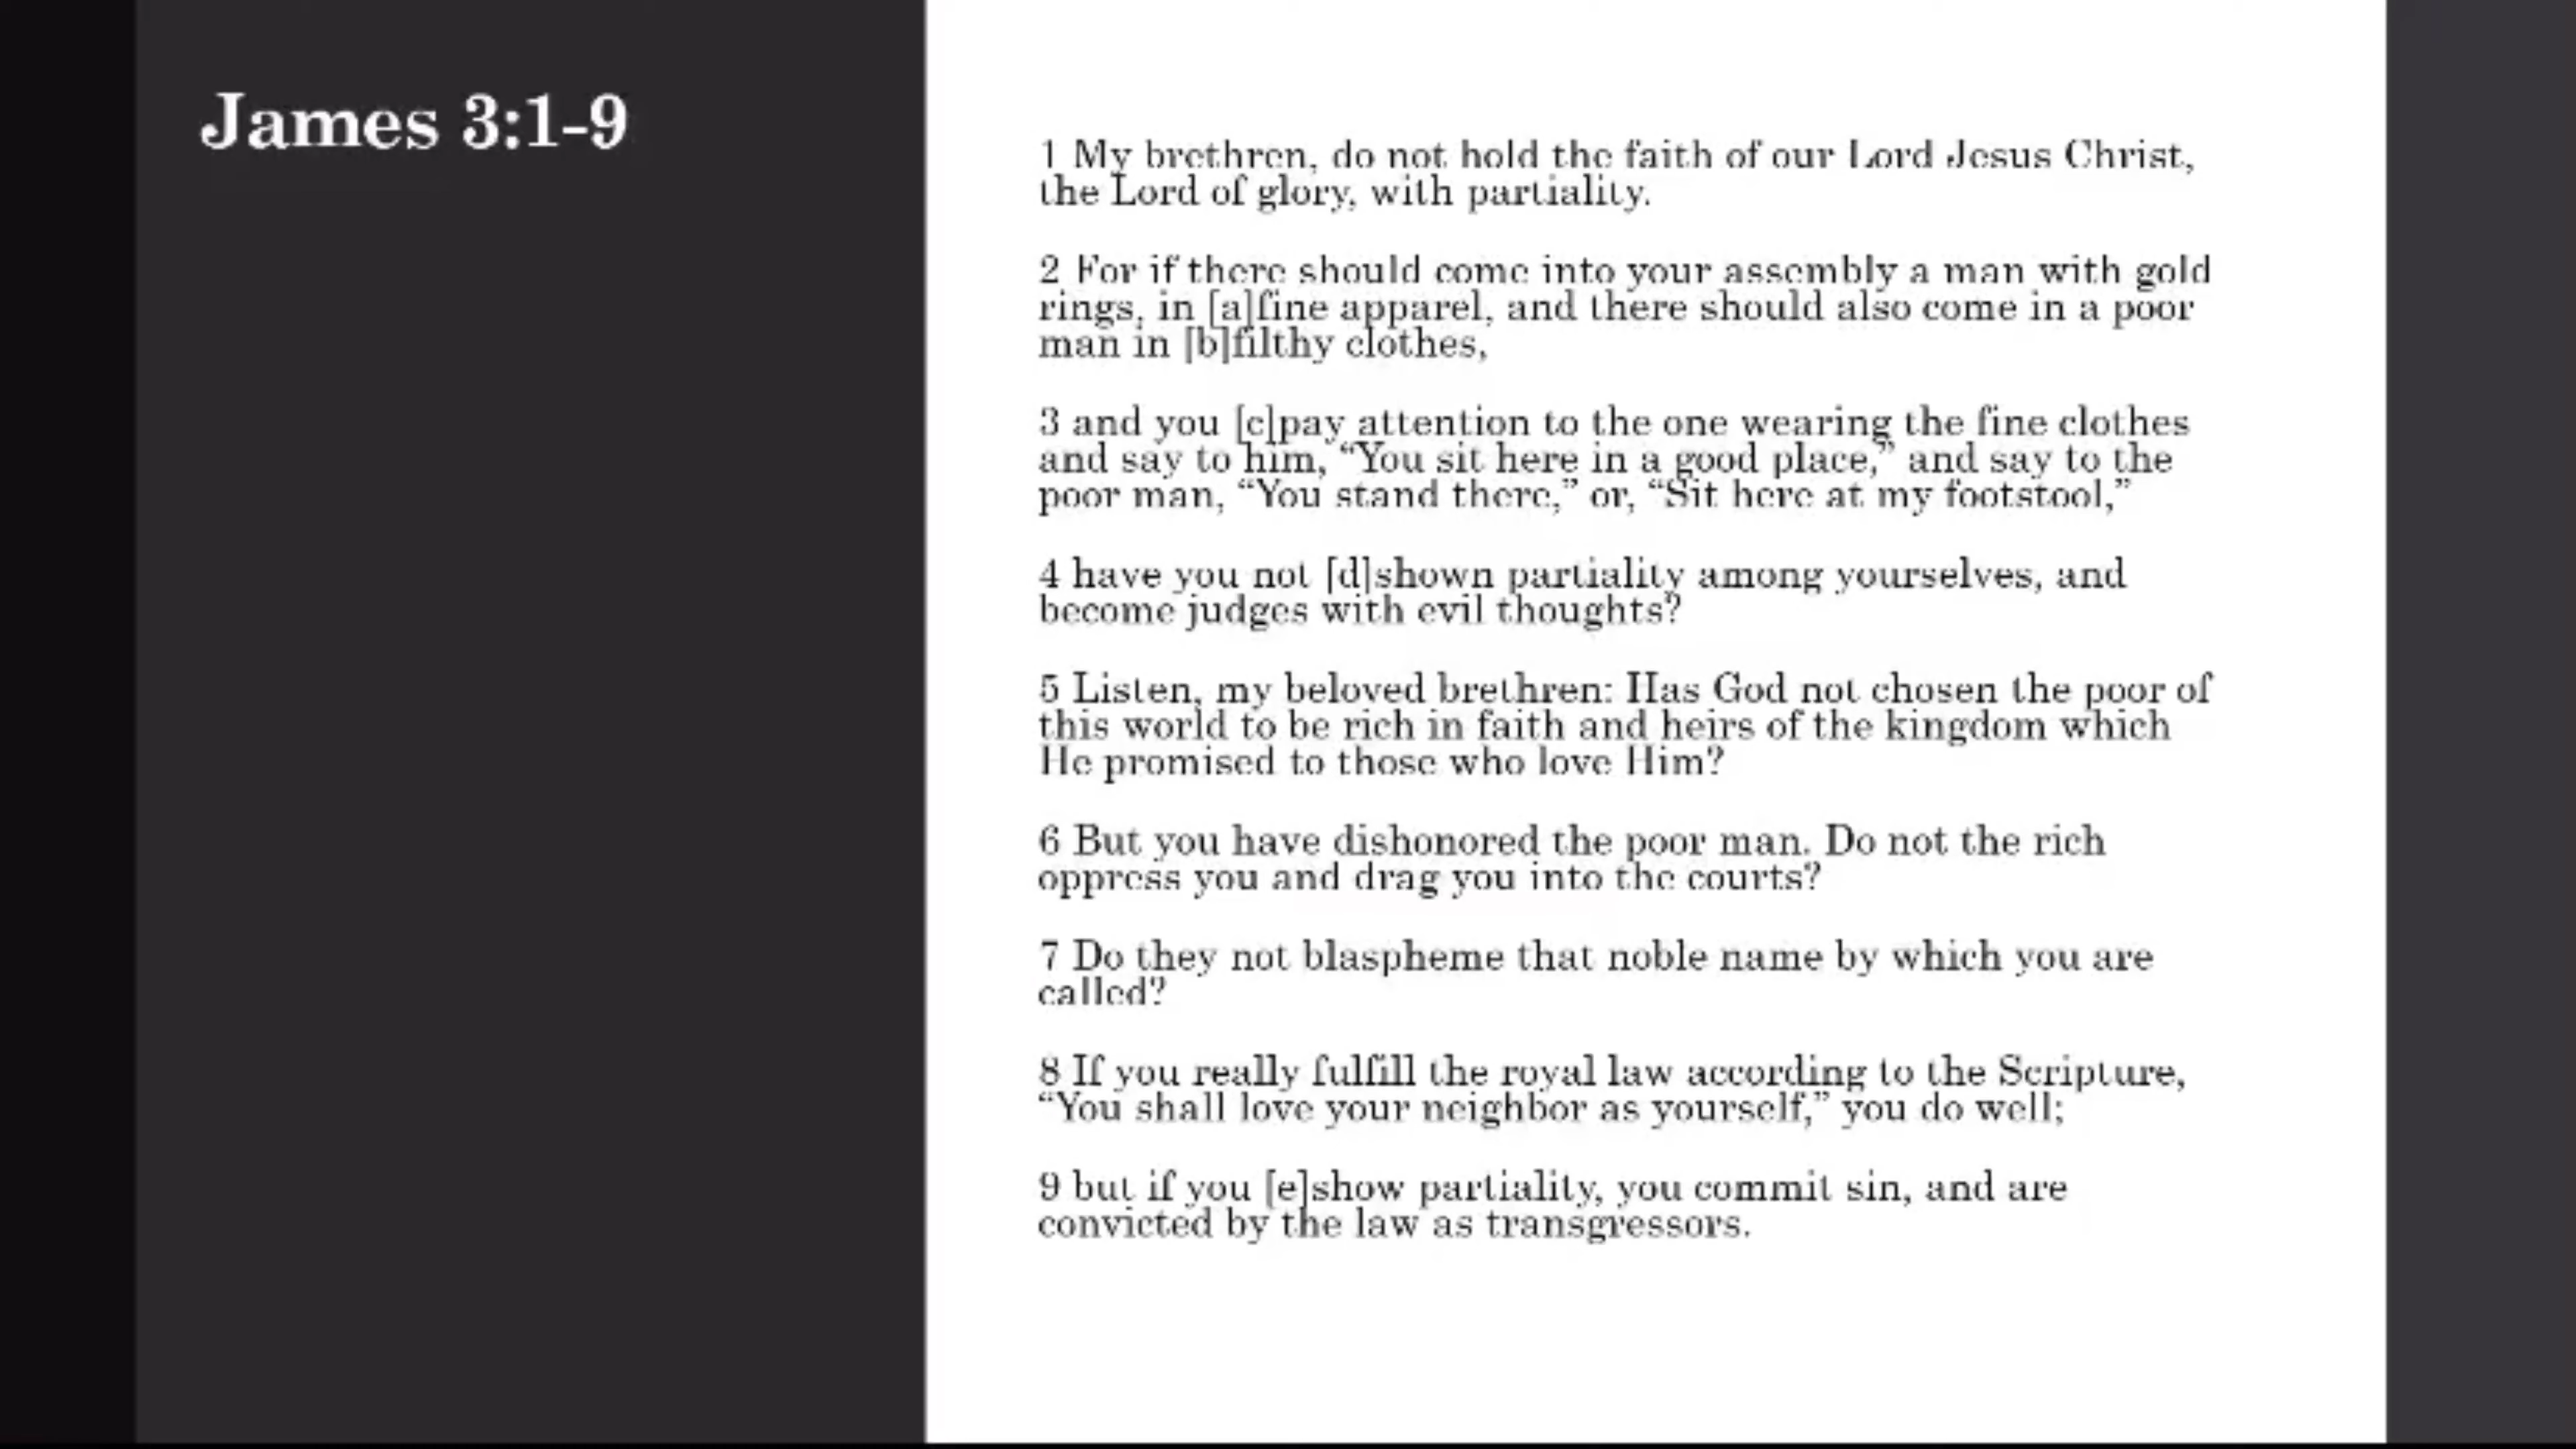 James 3:1-9
1 My brethren, do not hold the faith of our Lord Jesus Christ,
the Lord of glory, with partiality.
2 For if there should come into your assembly a man with gold
rings, in [a]fine apparel, and there should also come in a poor
man in [b]filthy clothes,
3 and you [c]pay attention to the one wearing the fine clothes
and say to him, “You sit here in a good place,” and say to the
poor man, “You stand there,” or, “Sit here at my footstool,”
4 have you not [d]shown partiality among yourselves, and
become judges with evil thoughts?
5 Listen, my beloved brethren: Has God not chosen the poor of
this world to be rich in faith and heirs of the kingdom which
He promised to those who love Him?
6 But you have dishonored the poor man. Do not the rich
oppress you and drag you into the courts?
7 Do they not blaspheme that noble name by which you are
called?
8 If you really fulfill the royal law according to the Scripture,
“You shall love your neighbor as yourself,” you do well;
9 but if you [e]show partiality, you commit sin, and are
convicted by the law as transgressors.